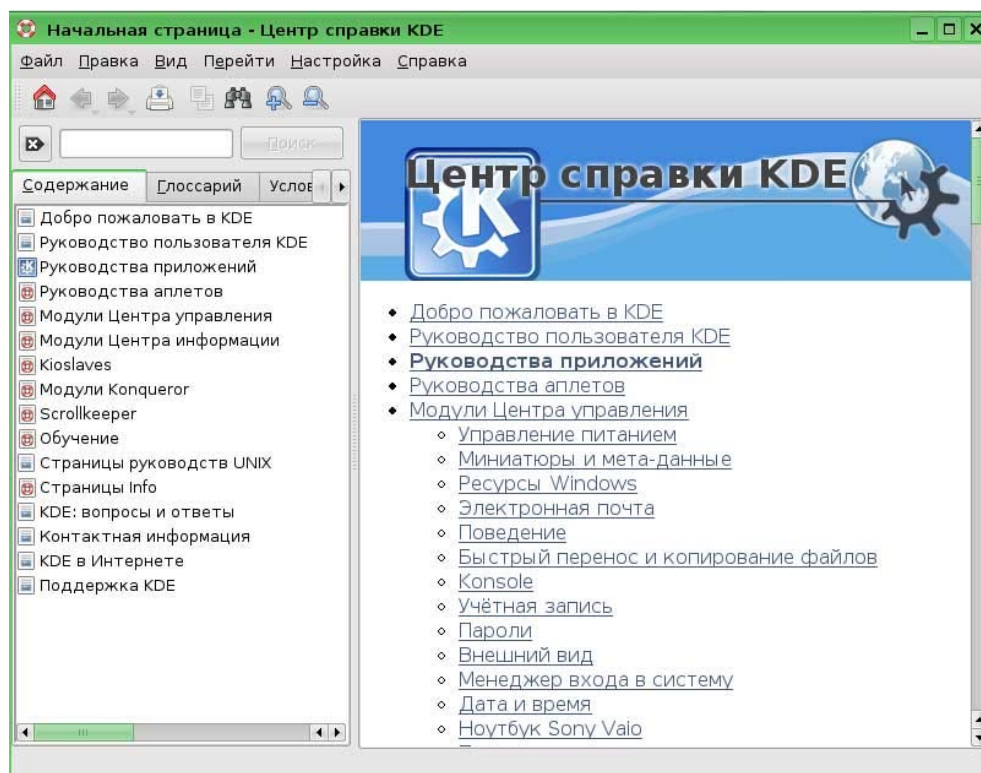 Начальная страница - Центр справки KDE
Файл Правка Вид Перейти Настройка Справка
Поиск
Содержание Глоссарий Услов
Добро пожаловать в KDE
Руководство пользователя KDE
Руководства приложений
Руководства аплетов
Модули Центра управления
Модули Центра информации
Kioslaves
Модули Konqueror
Scrollkeeper
Обучение
Страницы руководств UNIX
Страницы Info
KDE: вопросы и ответы
Контактная информация
KDE в Интернете
Поддержка KDE
Центр справки KDE
Добро пожаловать в KDE
Руководство пользователя KDE
Руководства приложений
Руководства аплетов
Модули Центра управления
Управление питанием
Миниатюры и мета-данные
Ресурсы Windows
Электронная почта
Поведение
Быстрый перенос и копирование файлов
Konsole
Учётная запись
Пароли
Внешний вид
Менеджер входа в систему
Дата и время
Ноутбук Sony Vaio